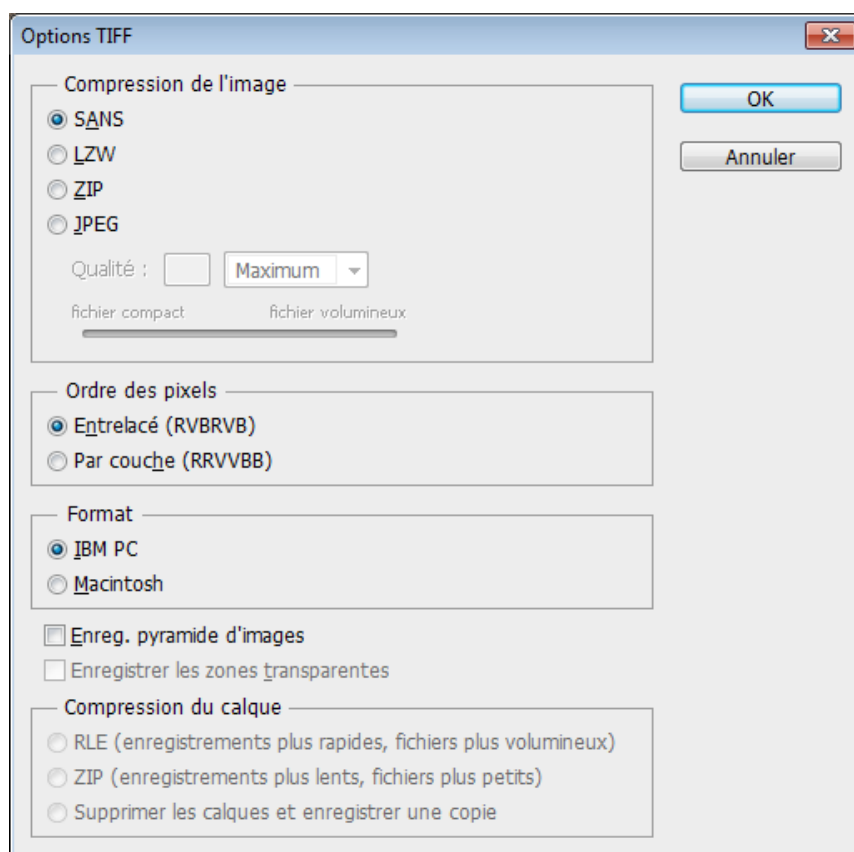 Options TIFF
Compression de l'image
OK
SANS
LZW
Annuler
ZIP
JPEG
Qualité :
Maximum
fichier compact
fichier volumineux
Ordre des pixels
Entrelacé (RVBRVB)
Par couche (RRVVBB)
Format
IBM PC
Macintosh
Enreg. pyramide d'images
Enregistrer les zones transparentes
Compression du calque
RLE (enregistrements plus rapides, fichiers plus volumineux)
ZIP (enregistrements plus lents, fichiers plus petits)
Supprimer les calques et enregistrer une copie